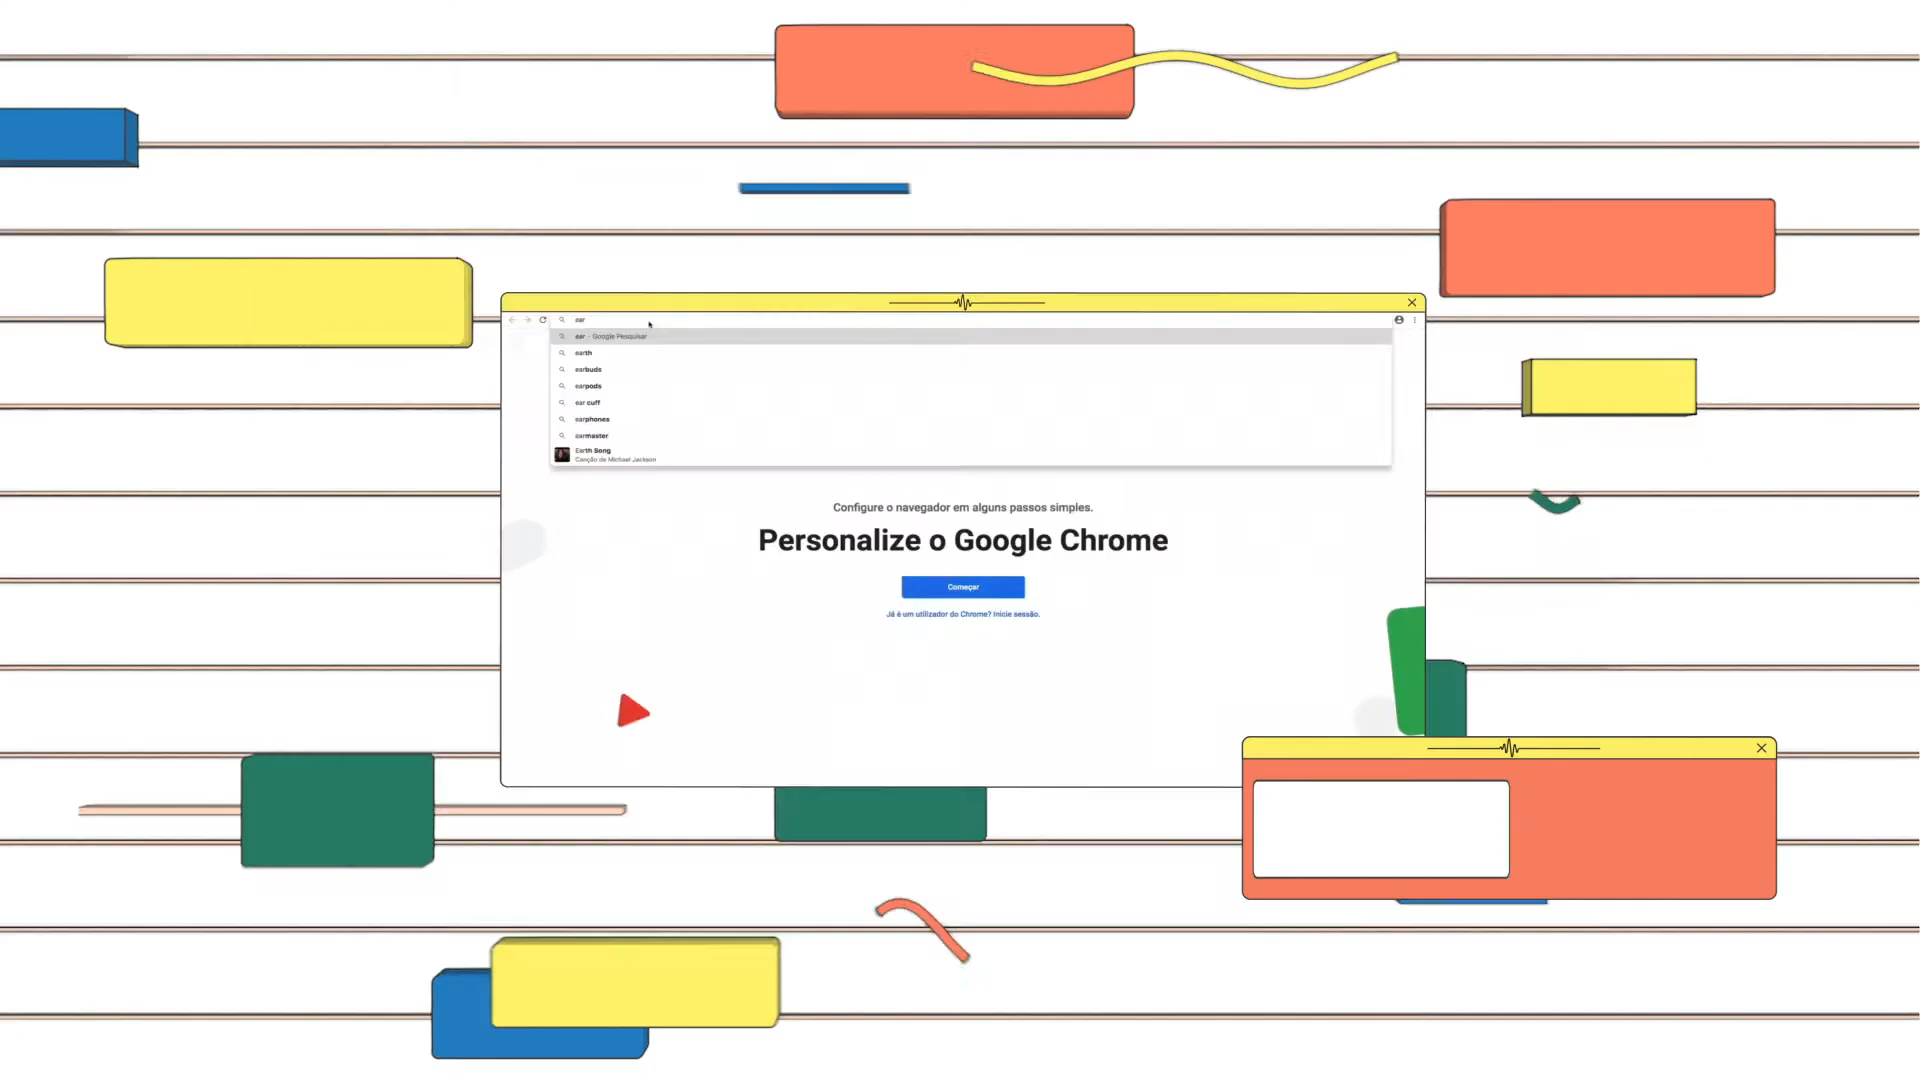 ear
ear - Google Pesquisar
earth
earbuds
earpods
ear cuff
earphones
earmaster
Earth Song
Canção de Michael Jackson
Configure o navegador em alguns passos simples.
Personalize o Google Chrome
Começar
Já é um utilizador do Chrome? Inicie sessão.